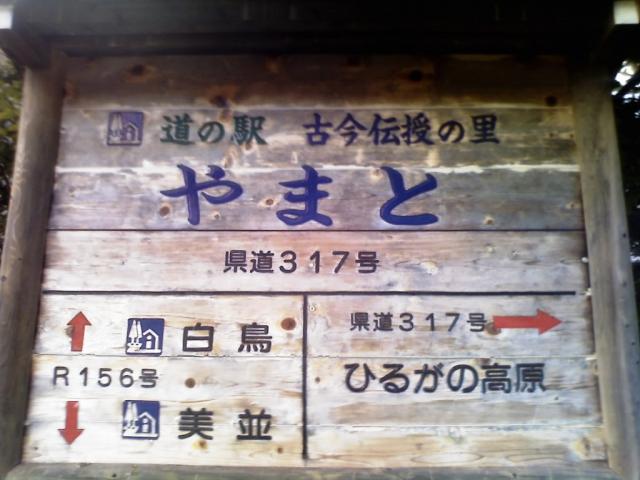 道の駅 古今伝授の里
やまと
県道317号
白鳥
R156号
美並
県道317号
ひるがの高原